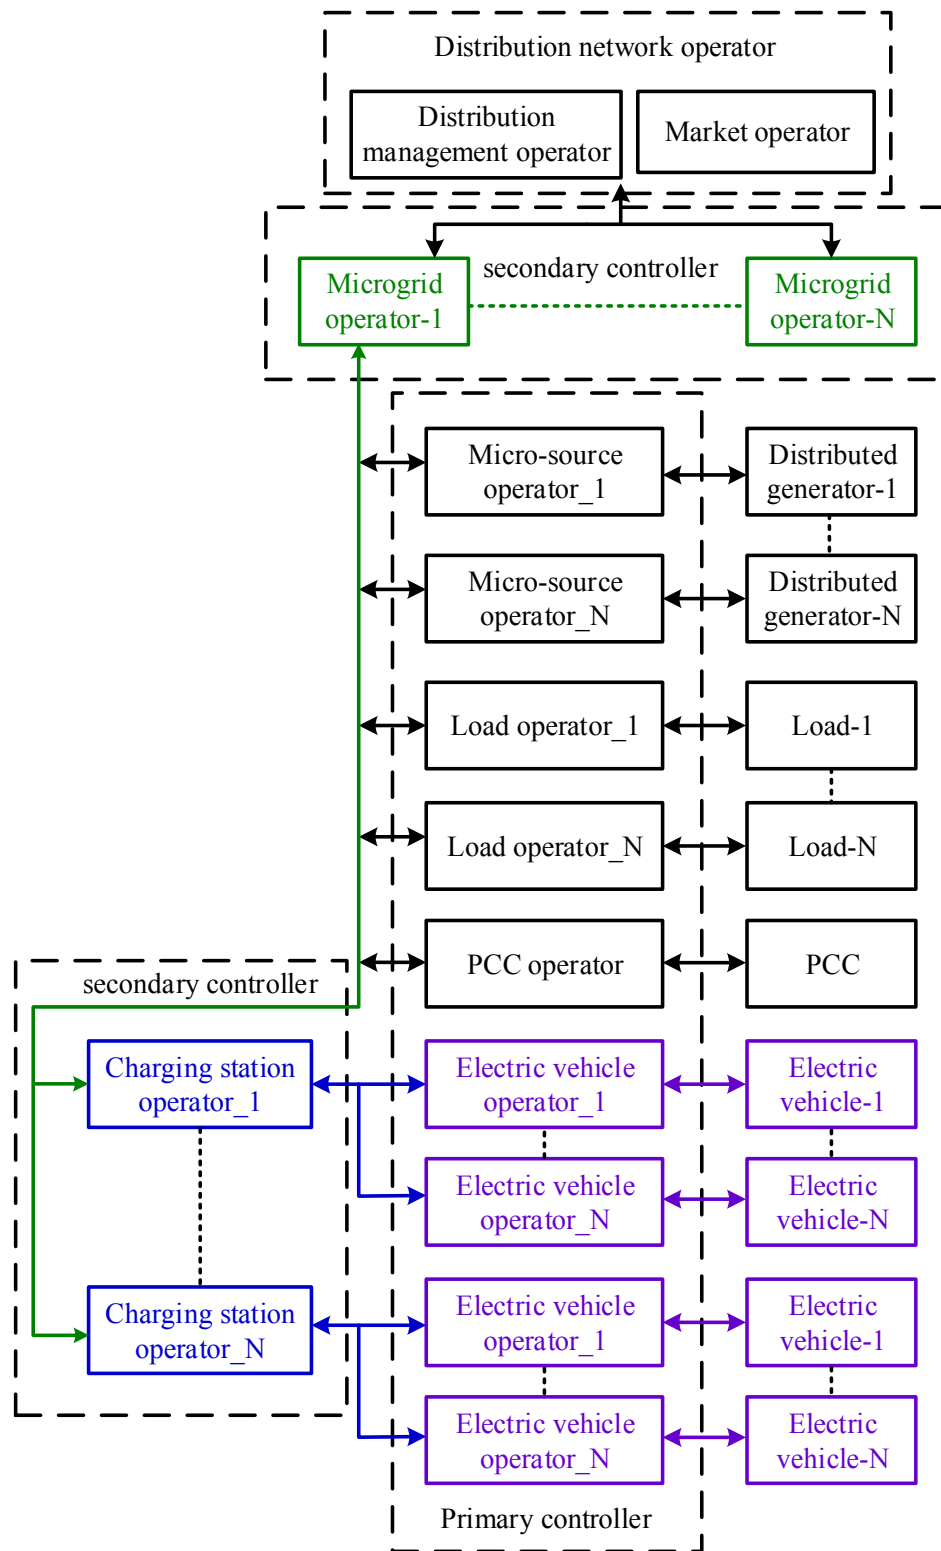 Distribution network operator
Distribution
management operator
Market operator
secondary controller
Microgrid
operator-1
Microgrid
operator-N
Micro-source
operator_1
Distributed
generator-1
Micro-source
operator_N
Distributed
generator-N
Load operator_1
Load-1
Load operator_N
Load-N
PCC operator
PCC
secondary controller
Charging station
operator_1
Electric vehicle
operator_1
Electric
vehicle-1
Electric vehicle
operator_N
Electric
vehicle-N
Charging station
operator_N
Electric vehicle
operator_1
Electric
vehicle-1
Electric vehicle
operator_N
Electric
vehicle-N
Primary controller